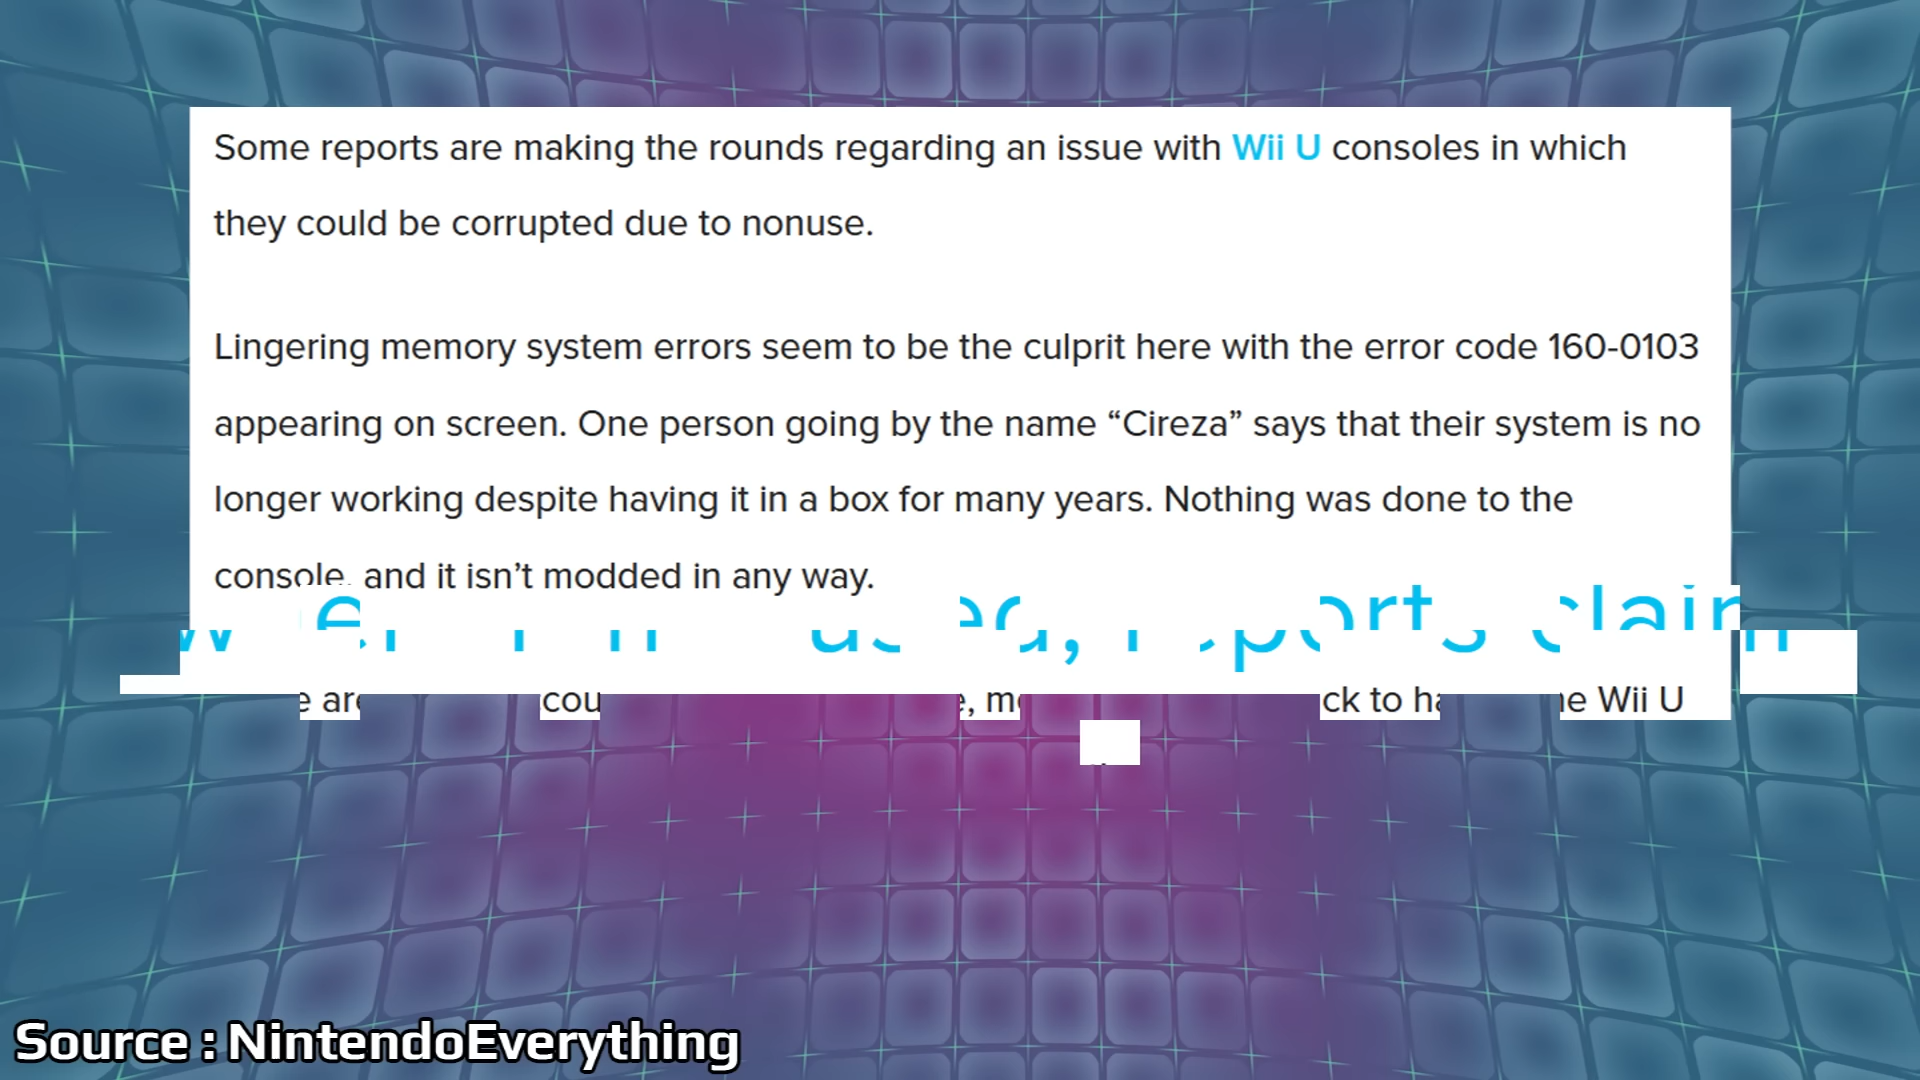 Some reports are making the rounds regarding an issue with Wii U consoles in which
they could be corrupted due to nonuse.
Lingering memory system errors seem to be the culprit here with the error code 160-0103
appearing on screen. One person going by the name “Cireza” says that their system is no
longer working despite having it in a box for many years. Nothing was done to the
console, and it isn’t modded in any way.
reports claim
to Wii U
Source : NintendoEverything